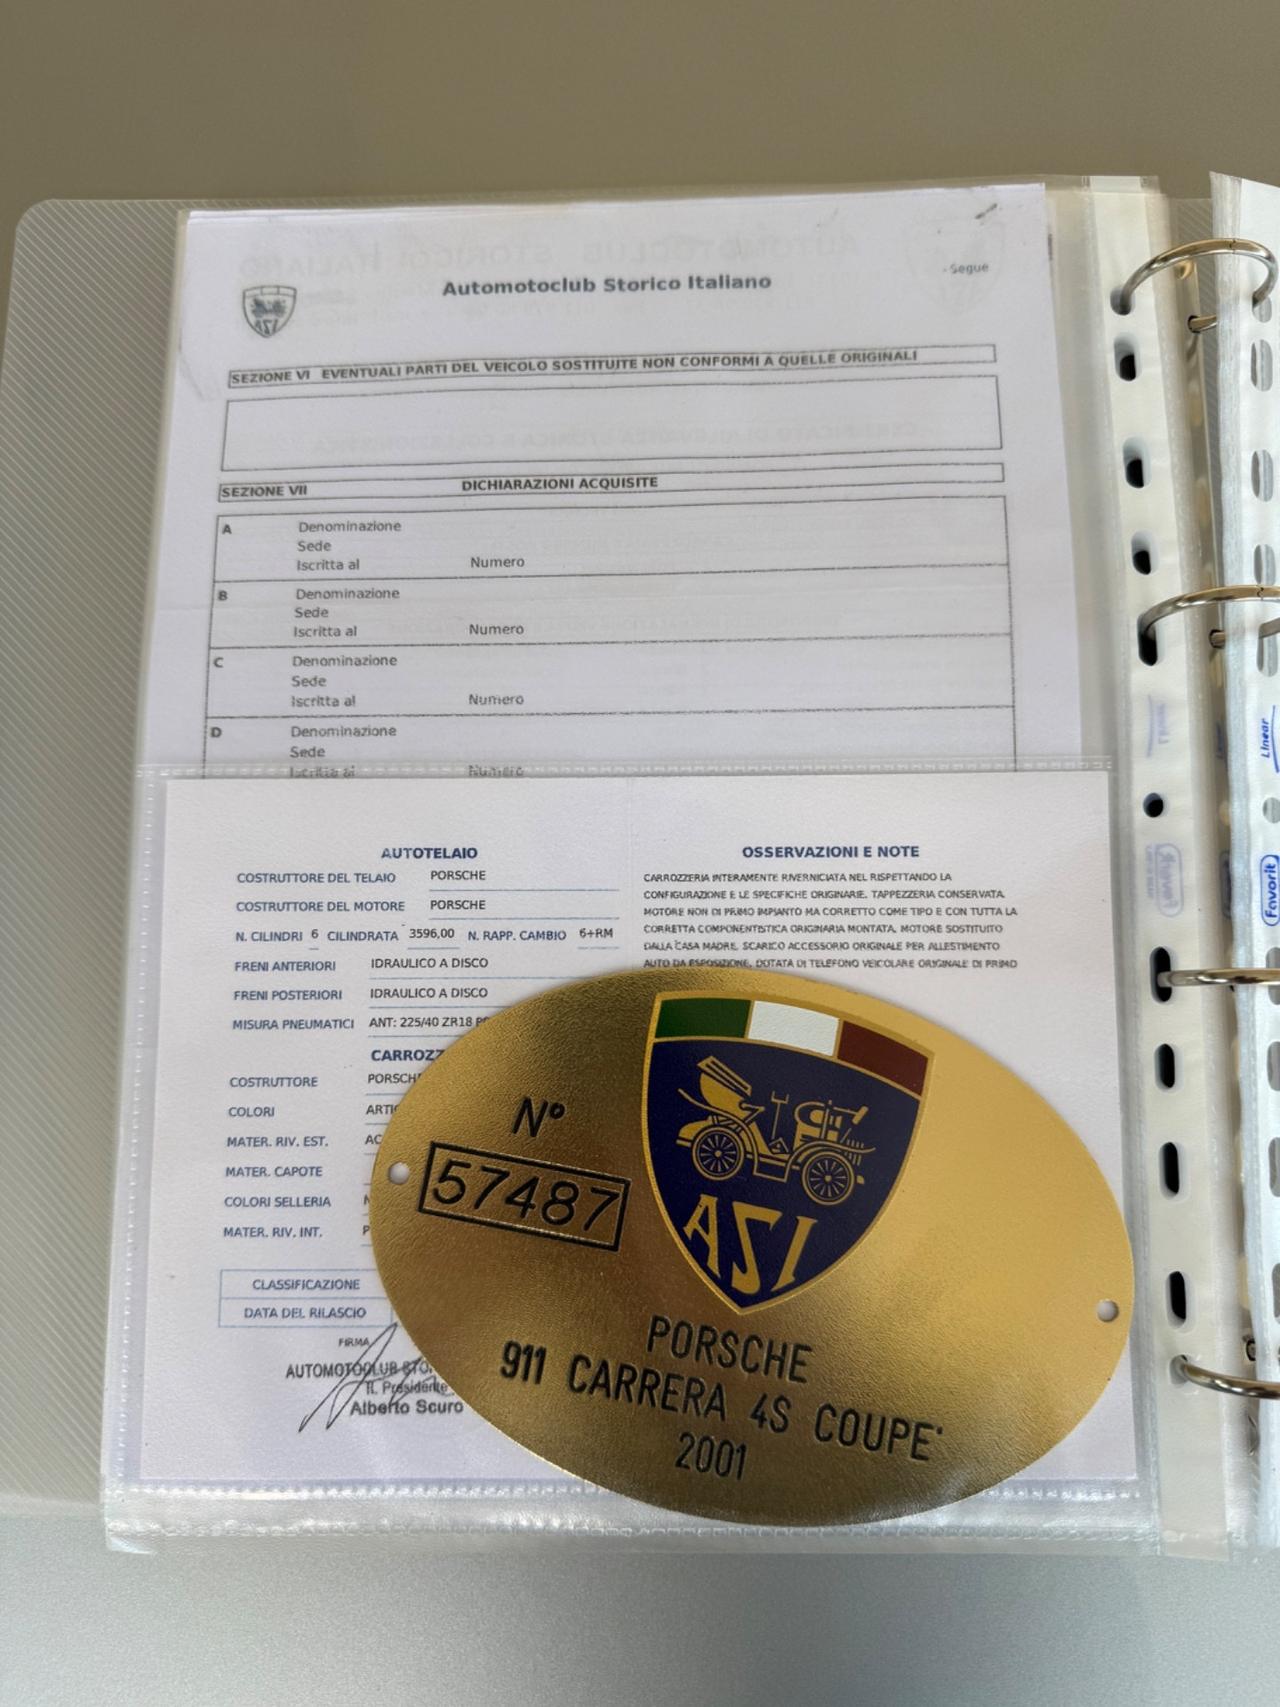 Automotoclub Storico Italiano
- Segue
SEZIONE VI EVENTUALI PARTI DEL VEICOLO SOSTITUITE NON CONFORMI A QUELLE ORIGINALI
SEZIONE VII DICHIARAZIONI ACQUISITE
A Denominazione
Sede
Iscritta al Numero
B Denominazione
Sede
Iscritta al Numero
C Denominazione
Sede
Iscritta al Numero
D Denominazione
Sede
Iscritta al Numero
AUTOTELAIO
COSTRUTTORE DEL TELAIO PORSCHE
COSTRUTTORE DEL MOTORE PORSCHE
N. CILINDRI 6 CILINDRATA 3596,00 N. RAPP. CAMBIO 6+RM
FRENI ANTERIORI IDRAULICO A DISCO
FRENI POSTERIORI IDRAULICO A DISCO
MISURA PNEUMATICI ANT: 225/40 ZR18
CARROZZ
COSTRUTTORE PORSCHE
COLORI
MATER. RIV. EST.
MATER. CAPOTE
COLORI SELLERIA
MATER. RIV. INT.
CLASSIFICAZIONE
DATA DEL RILASCIO
FIRMA
AUTOMOTOCLUB STO
IL Presidente
Alberto Scuro
OSSERVAZIONI E NOTE
CARROZZERIA INTERAMENTE RIVERNICIATA NEL RISPETTANDO LA
CONFIGURAZIONE E LE SPECIFICHE ORIGINARIE. TAPPEZZERIA CONSERVATA.
MOTORE NON DI PRIMO IMPIANTO MA CORRETTO COME TIPO E CON TUTTA LA
CORRETTA COMPONENTISTICA ORIGINARIA MONTATA. MOTORE SOSTITUITO
DALLA CASA MADRE. SCARICO ACCESSORIO ORIGINALE PER ALLESTIMENTO
AUTO DA ESPOSIZIONE. DOTATA DI TELEFONO VEICOLARE ORIGINALE DI PRIMO
N°
57487
ASI
PORSCHE
911 CARRERA 4S COUPE'
2001
Linear
Favorit